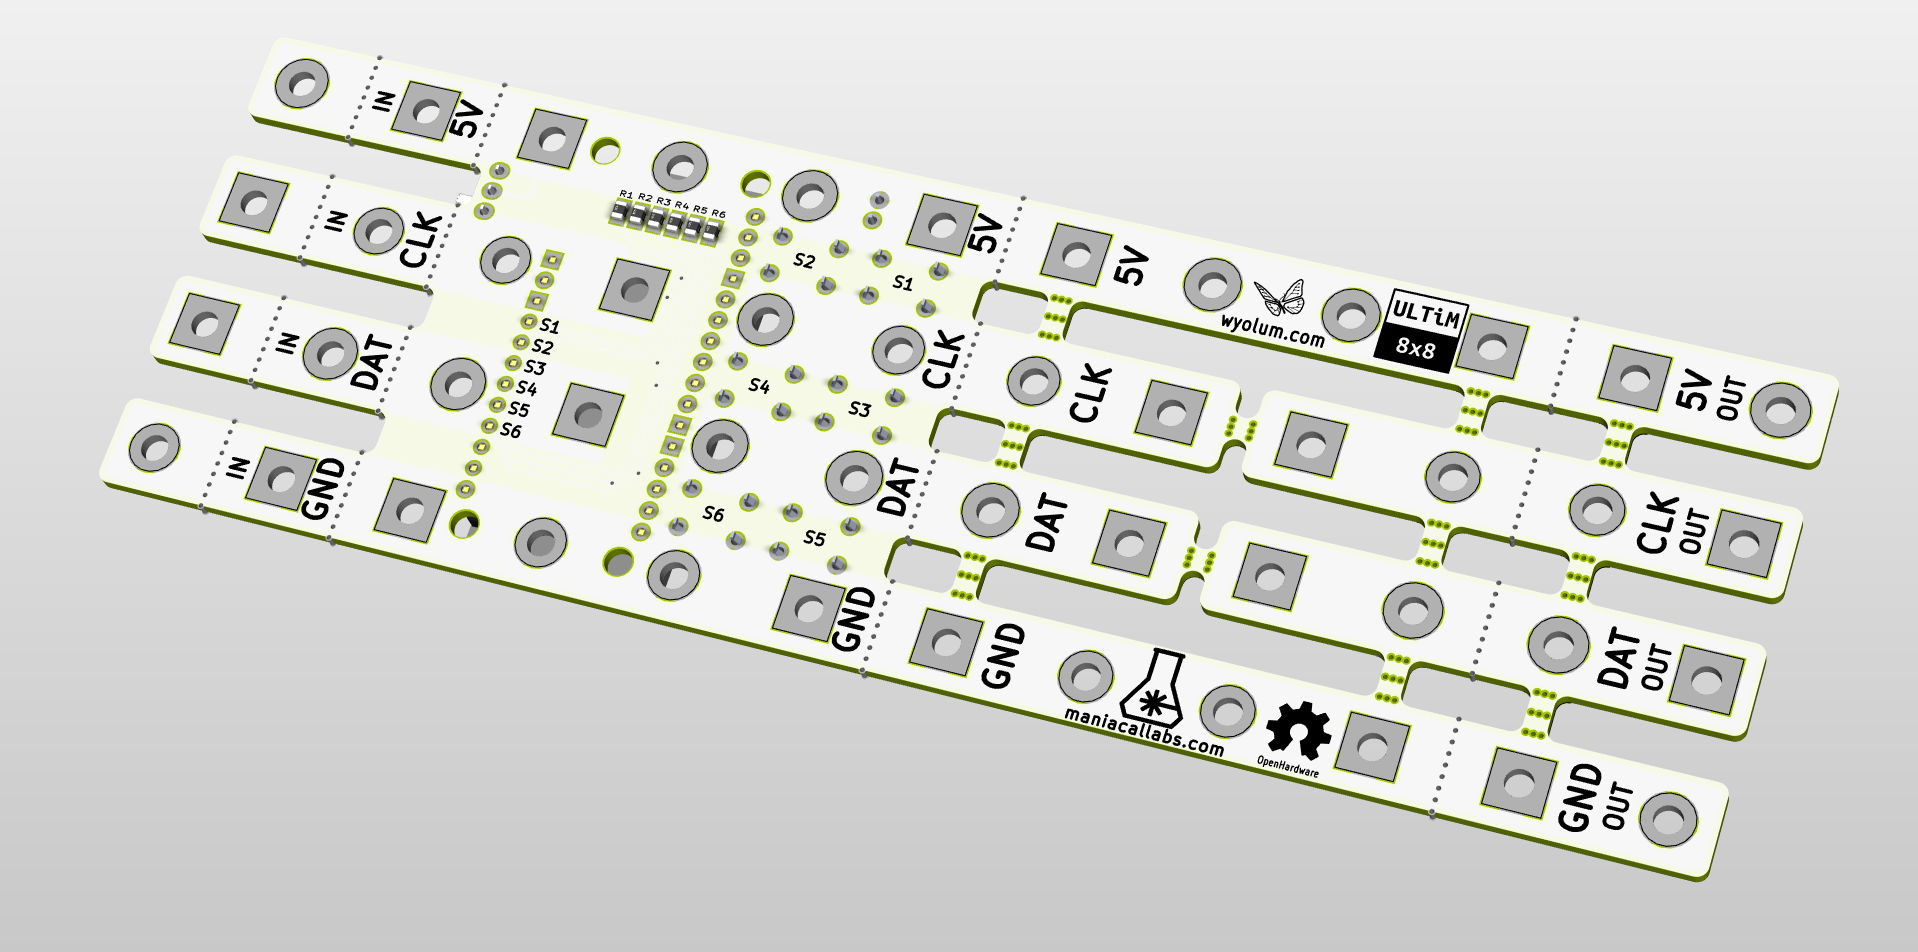 IN
5V
IN
CLK
IN
DAT
IN
GND
R1 R2 R3 R4 R5 R6
S1
S2
S3
S4
S5
S6
S2
S1
S4
S3
S6
S5
5V
CLK
DAT
GND
5V
CLK
DAT
GND
wyolum.com
ULTiM
8x8
maniacallabs.com
OpenHardware
5V
OUT
CLK
OUT
DAT
OUT
GND
OUT